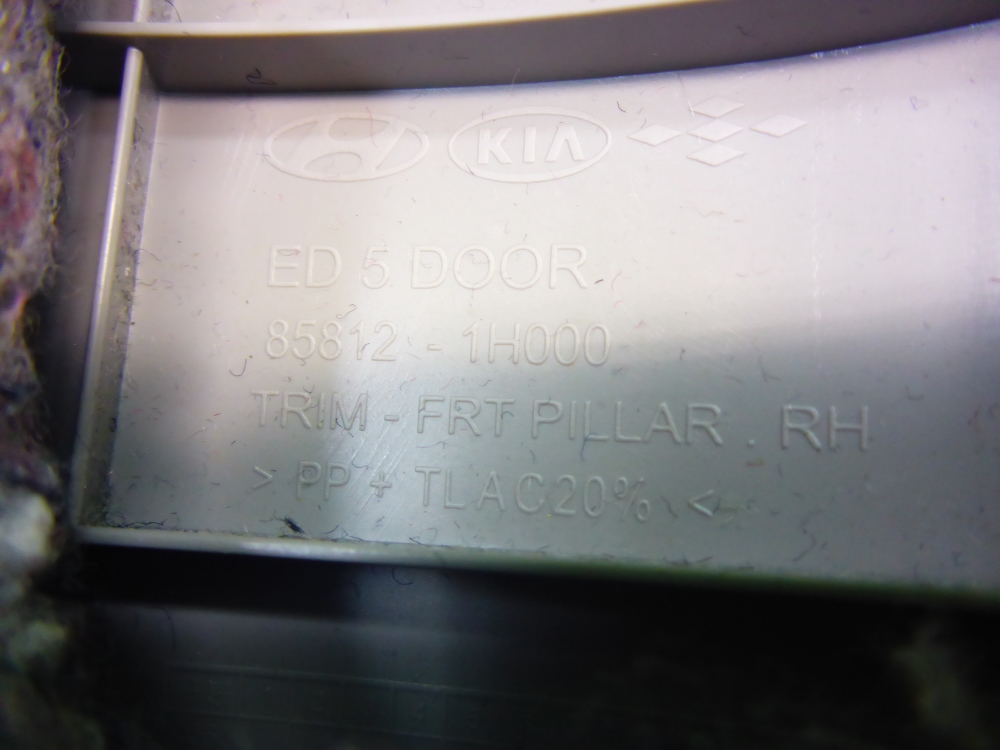 KIA
ED 5 DOOR
85812 - 1H000
TRIM - FRT PILLAR . RH
> PP + TLAC20% <